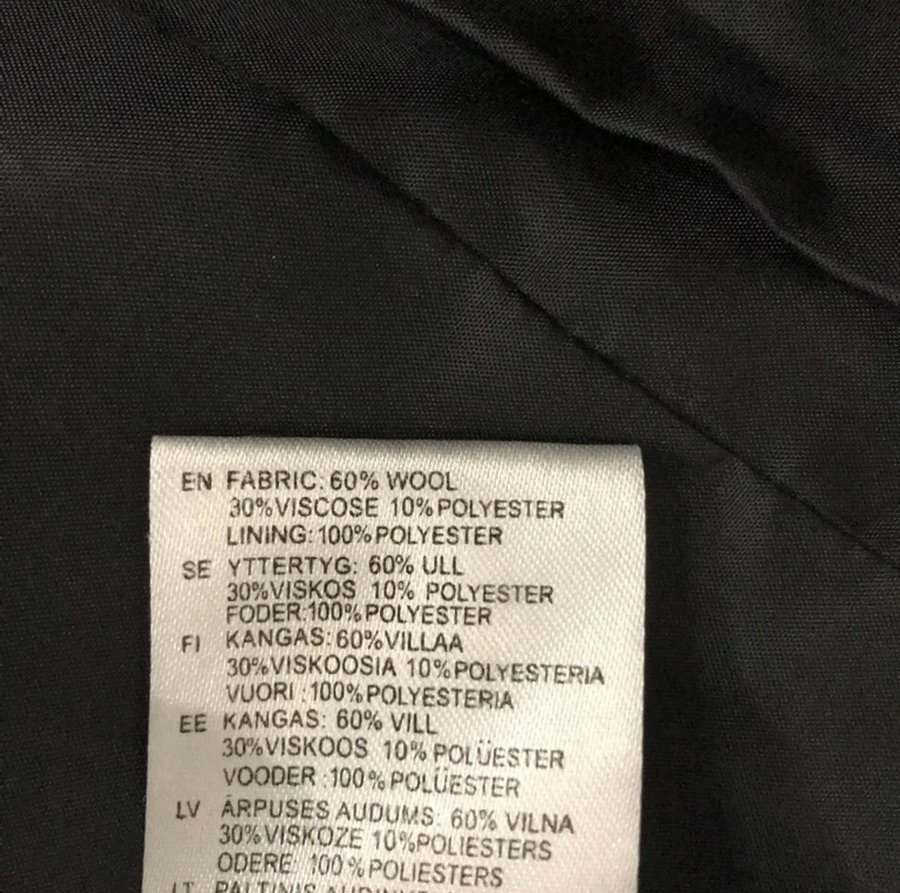 EN FABRIC: 60% WOOL
30%VISCOSE 10%POLYESTER
LINING:100%POLYESTER
SE YTTERTYG: 60% ULL
30%VISKOS 10% POLYESTER
FODER:100%POLYESTER
FI KANGAS:60%VILLAA
30%VISKOOSIA 10%POLYESTERIA
VUORI :100%POLYESTERIA
EE KANGAS: 60% VILL
30%VISKOOS 10% POLÜESTER
VOODER :100%POLÜESTER
LV ĀRPUSES AUDUMS: 60% VILNA
30%VISKOZE 10%POLIESTERS
ODERE: 100%POLIESTERS
LT